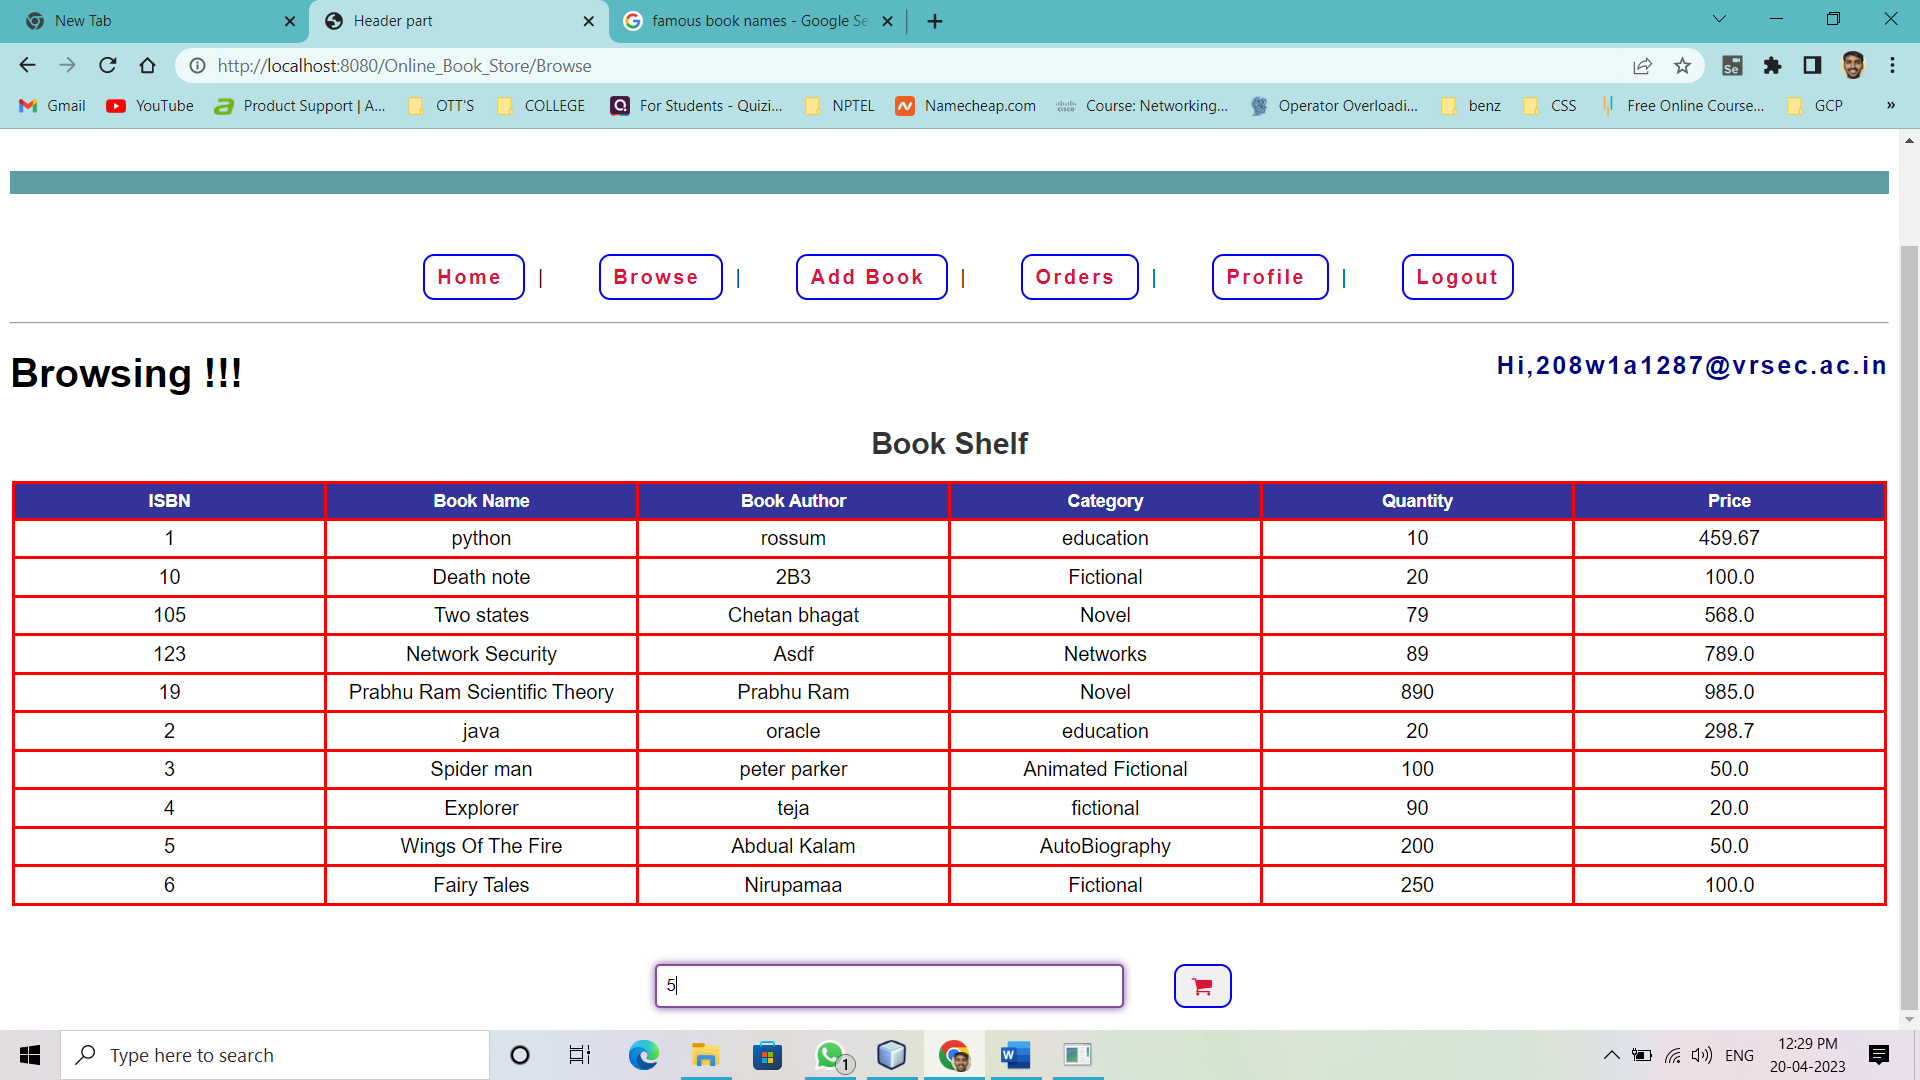 New Tab
Header part
famous book names - Google Se
http://localhost:8080/Online_Book_Store/Browse
Gmail YouTube Product Support | A... OTT'S COLLEGE For Students - Quizi... NPTEL Namecheap.com Course: Networking... Operator Overloadi... benz CSS Free Online Course... GCP »
Home | Browse | Add Book | Orders | Profile | Logout
Browsing !!!
Hi,208w1a1287@vrsec.ac.in
Book Shelf
ISBN Book Name Book Author Category Quantity Price
1 python rossum education 10 459.67
10 Death note 2B3 Fictional 20 100.0
105 Two states Chetan bhagat Novel 79 568.0
123 Network Security Asdf Networks 89 789.0
19 Prabhu Ram Scientific Theory Prabhu Ram Novel 890 985.0
2 java oracle education 20 298.7
3 Spider man peter parker Animated Fictional 100 50.0
4 Explorer teja fictional 90 20.0
5 Wings Of The Fire Abdual Kalam AutoBiography 200 50.0
6 Fairy Tales Nirupamaa Fictional 250 100.0
5
Type here to search
1
ENG
12:29 PM
20-04-2023